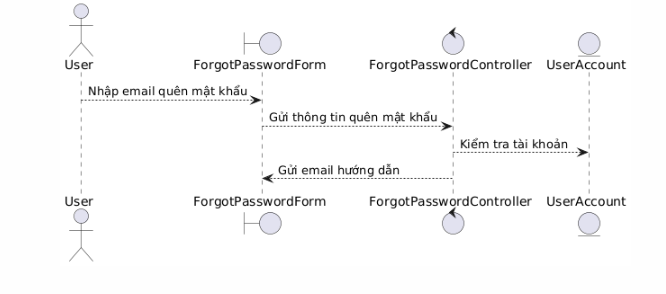 User ForgotPasswordForm ForgotPasswordController UserAccount
Nhập email quên mật khẩu
Gửi thông tin quên mật khẩu
Kiểm tra tài khoản
Gửi email hướng dẫn
User ForgotPasswordForm ForgotPasswordController UserAccount